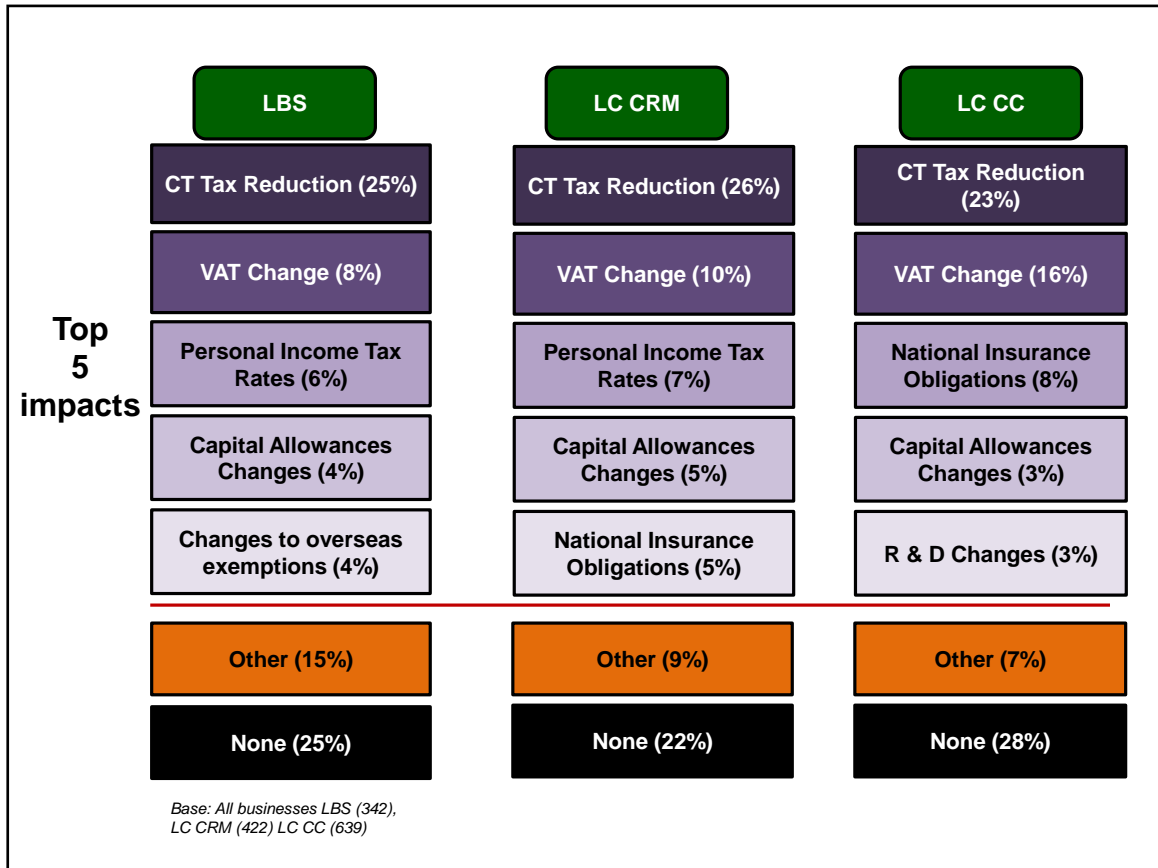 LBS
LC CRM
LC CC
Top
5
impacts
CT Tax Reduction (25%)
CT Tax Reduction (26%)
CT Tax Reduction
(23%)
VAT Change (8%)
VAT Change (10%)
VAT Change (16%)
Personal Income Tax
Rates (6%)
Personal Income Tax
Rates (7%)
National Insurance
Obligations (8%)
Capital Allowances
Changes (4%)
Capital Allowances
Changes (5%)
Capital Allowances
Changes (3%)
Changes to overseas
exemptions (4%)
National Insurance
Obligations (5%)
R & D Changes (3%)
Other (15%)
Other (9%)
Other (7%)
None (25%)
None (22%)
None (28%)
Base: All businesses LBS (342),
LC CRM (422) LC CC (639)